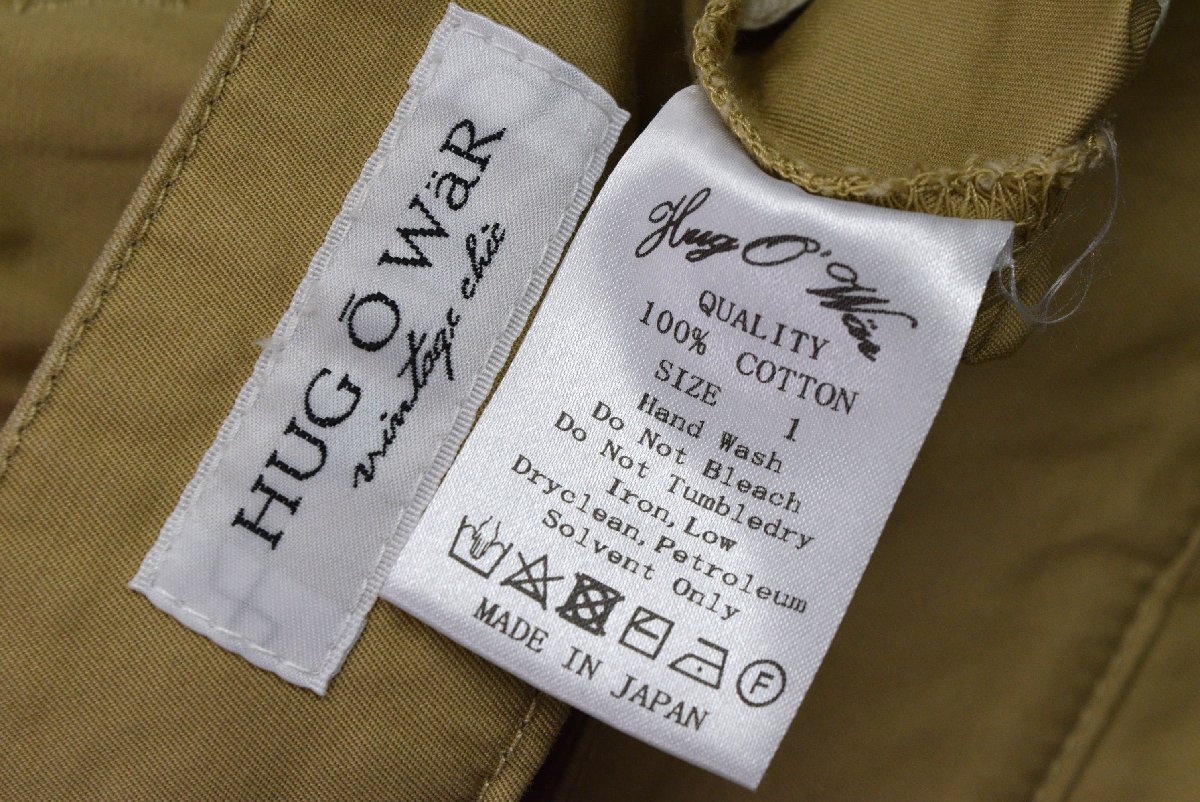 HUG Ō WäR
vintage chic
Hug O' Wär
QUALITY
100% COTTON
SIZE 1
Hand Wash
Do Not Bleach
Do Not Tumbledry
Iron, Low
Dryclean, Petroleum
Solvent Only
F
MADE IN JAPAN